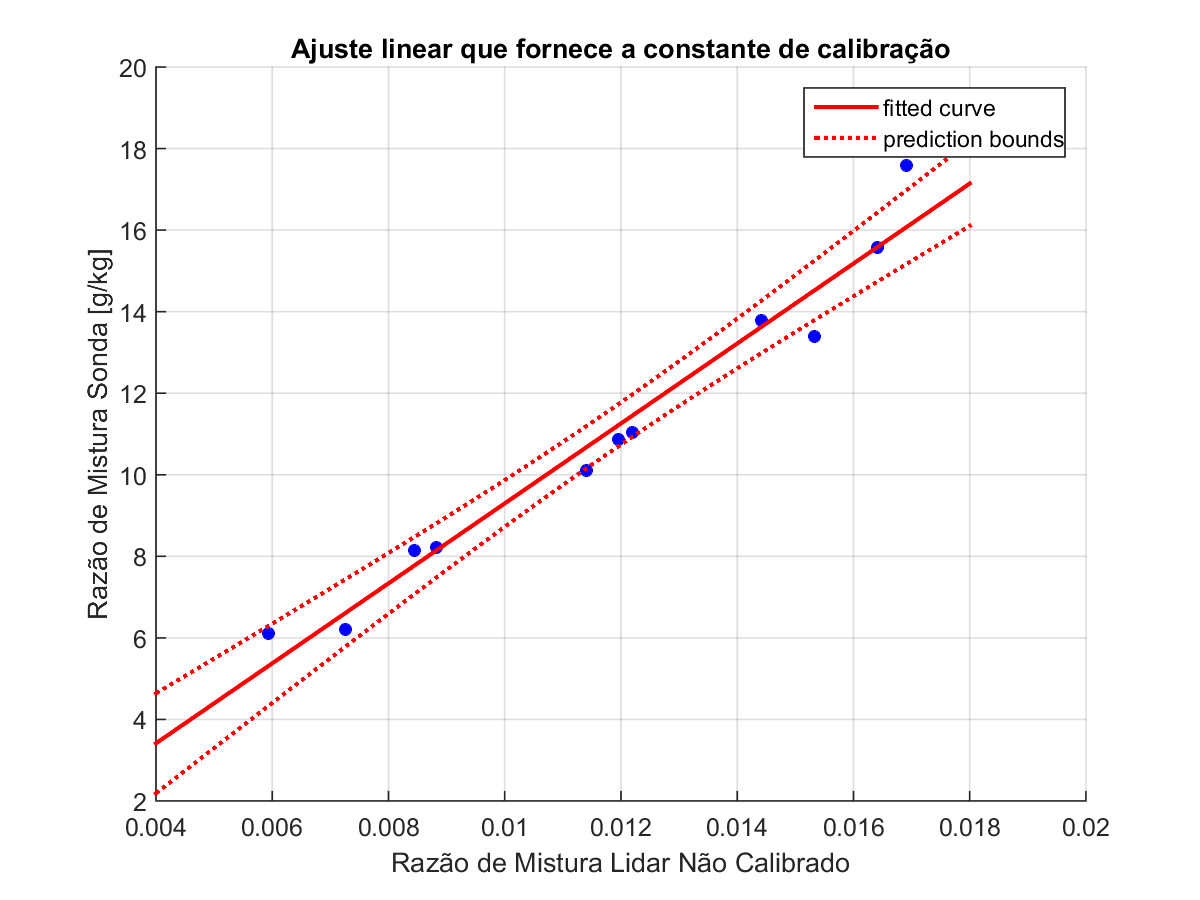 Ajuste linear que fornece a constante de calibração
fitted curve
prediction bounds
20
18
16
14
12
10
8
6
4
2
Razão de Mistura Sonda [g/kg]
0.004 0.006 0.008 0.01 0.012 0.014 0.016 0.018 0.02
Razão de Mistura Lidar Não Calibrado